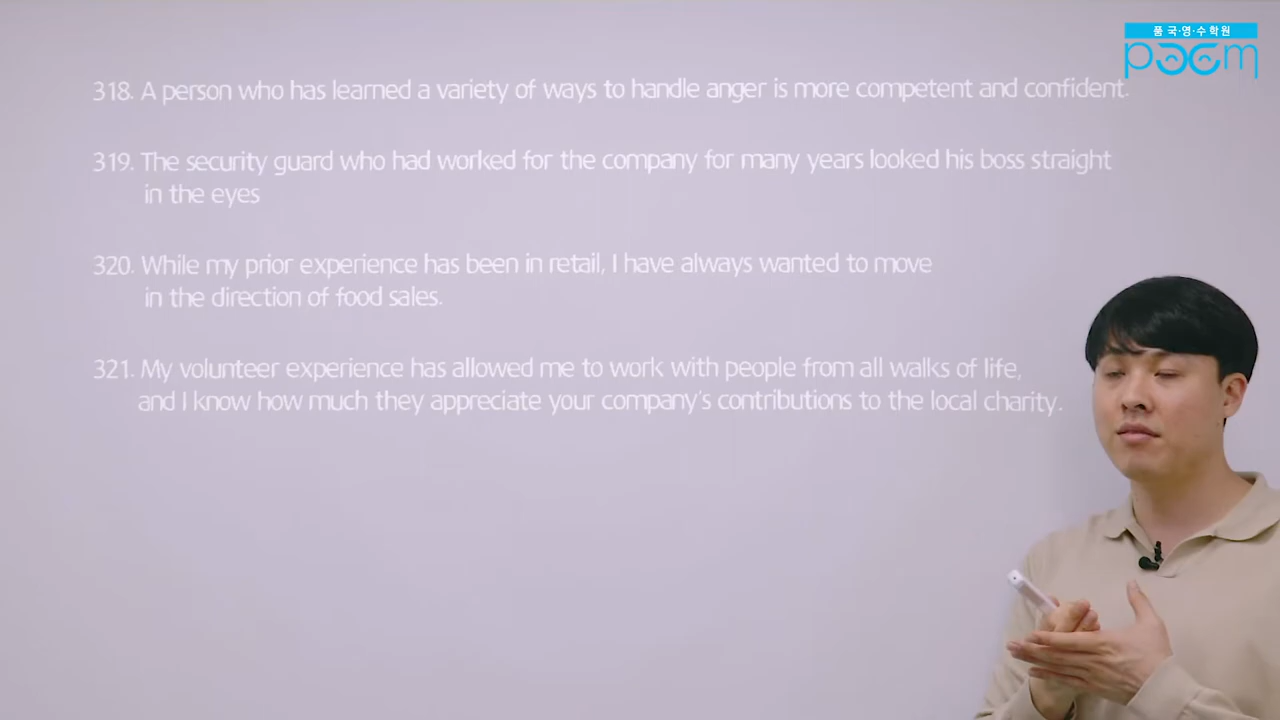 품 국·영·수 학원
poem
318. A person who has learned a variety of ways to handle anger is more competent and confident.
319. The security guard who had worked for the company for many years looked his boss straight
in the eyes
320. While my prior experience has been in retail, I have always wanted to move
in the direction of food sales.
321. My volunteer experience has allowed me to work with people from all walks of life,
and I know how much they appreciate your company's contributions to the local charity.